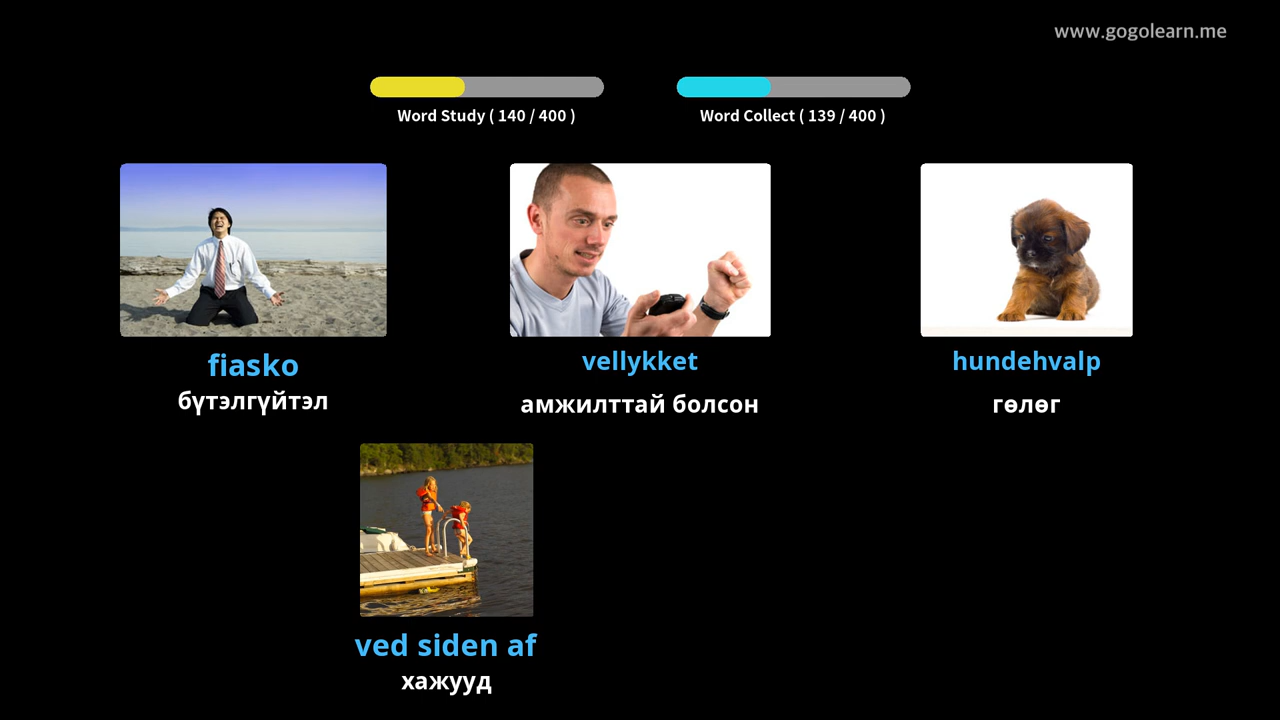 www.gogolearn.me
Word Study ( 140 / 400 )
Word Collect ( 139 / 400 )
fiasko
бүтэлгүйтэл
vellykket
амжилттай болсон
hundehvalp
гөлөг
ved siden af
хажууд